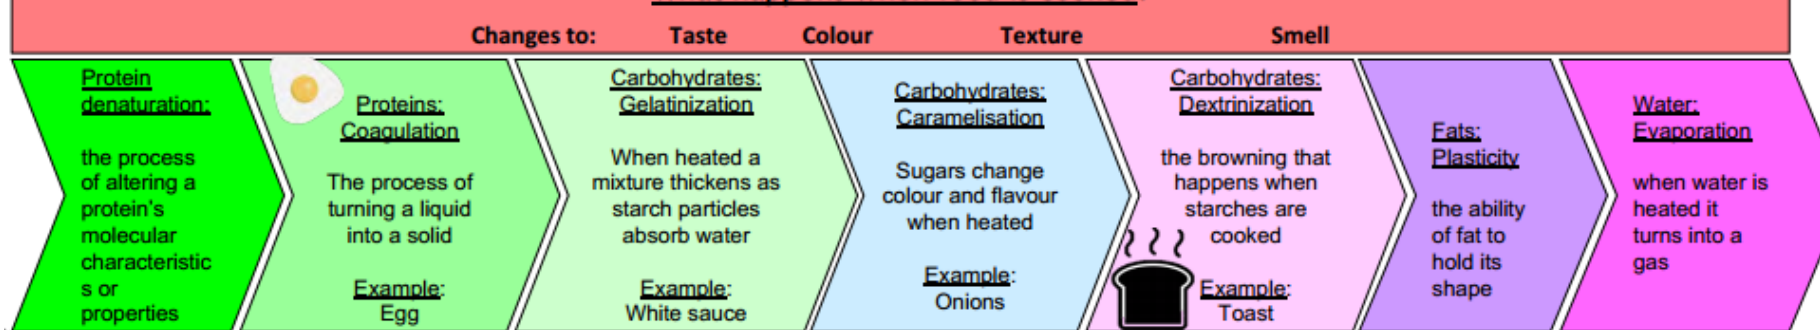 Changes to: Taste Colour Texture Smell
Protein
denaturation:
the process
of altering a
protein's
molecular
characteristic
s or
properties
Proteins:
Coagulation
The process of
turning a liquid
into a solid
Example:
Egg
Carbohydrates:
Gelatinization
When heated a
mixture thickens as
starch particles
absorb water
Example:
White sauce
Carbohydrates:
Caramelisation
Sugars change
colour and flavour
when heated
Example:
Onions
Carbohydrates:
Dextrinization
the browning that
happens when
starches are
cooked
Example:
Toast
Fats:
Plasticity
the ability
of fat to
hold its
shape
Water:
Evaporation
when water is
heated it
turns into a
gas